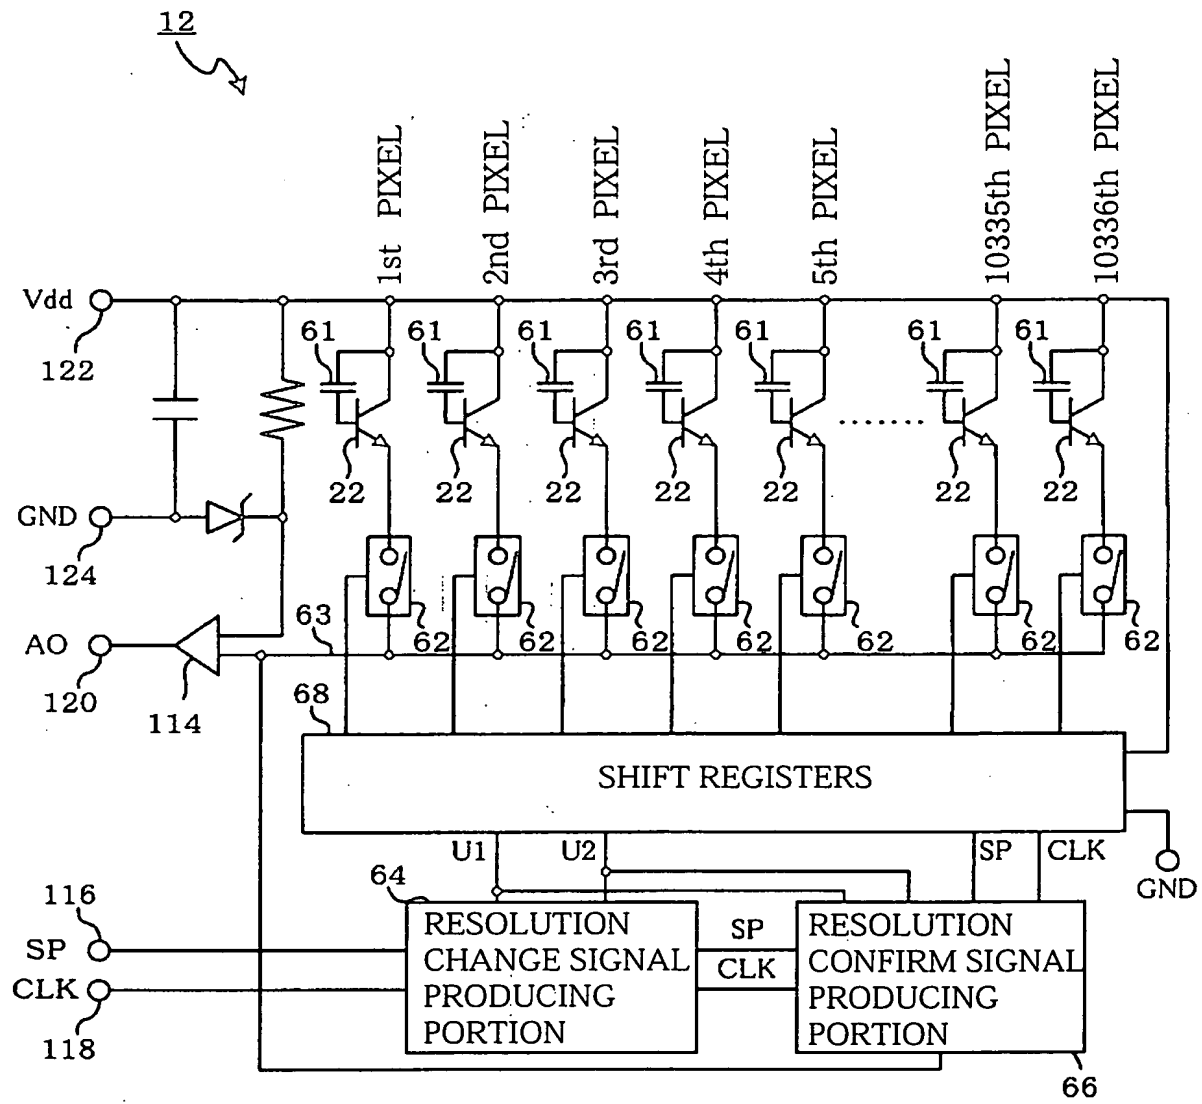 12
1st PIXEL
2nd PIXEL
3rd PIXEL
4th PIXEL
5th PIXEL
10335th PIXEL
10336th PIXEL
Vdd
122
61
61
61
61
61
61
61
22
22
22
22
22
22
22
GND
124
62
62
62
62
62
62
62
AO
120
114
63
68
SHIFT REGISTERS
U1
U2
SP
CLK
GND
116
SP
CLK
118
64
RESOLUTION
CHANGE SIGNAL
PRODUCING
PORTION
SP
CLK
RESOLUTION
CONFIRM SIGNAL
PRODUCING
PORTION
66